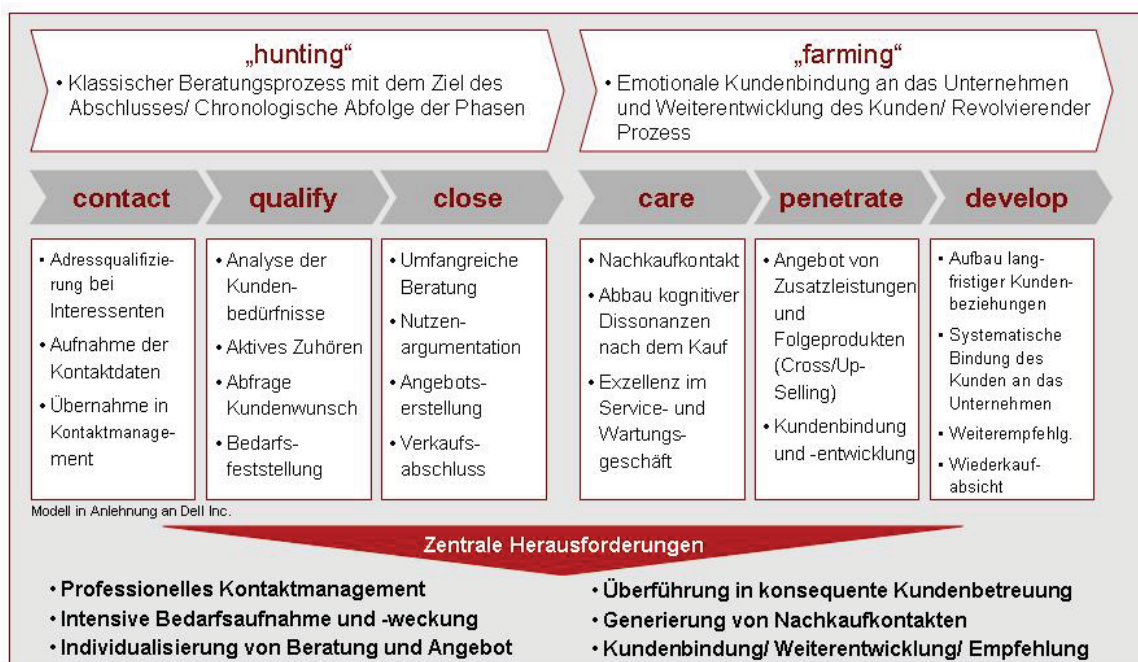 „hunting“
• Klassischer Beratungsprozess mit dem Ziel des
Abschlusses/ Chronologische Abfolge der Phasen
„farming“
• Emotionale Kundenbindung an das Unternehmen
und Weiterentwicklung des Kunden/ Revolvierender
Prozess
contact
qualify
close
care
penetrate
develop
• Adressqualifizie-
rung bei
Interessenten
• Aufnahme der
Kontaktdaten
• Übernahme in
Kontaktmanage-
ment
• Analyse der
Kunden-
bedürfnisse
• Aktives Zuhören
• Abfrage
Kundenwunsch
• Bedarfs-
feststellung
• Umfangreiche
Beratung
• Nutzen-
argumentation
• Angebots-
erstellung
• Verkaufs-
abschluss
• Nachkaufkontakt
• Abbau kognitiver
Dissonanzen
nach dem Kauf
• Exzellenz im
Service- und
Wartungs-
geschäft
• Angebot von
Zusatzleistungen
und
Folgeprodukten
(Cross/Up-
Selling)
• Kundenbindung
und -entwicklung
• Aufbau lang-
fristiger Kunden-
beziehungen
• Systematische
Bindung des
Kunden an das
Unternehmen
• Weiterempfehlg.
• Wiederkauf-
absicht
Modell in Anlehnung an Dell Inc.
Zentrale Herausforderungen
• Professionelles Kontaktmanagement
• Intensive Bedarfsaufnahme und -weckung
• Individualisierung von Beratung und Angebot
• Überführung in konsequente Kundenbetreuung
• Generierung von Nachkaufkontakten
• Kundenbindung/ Weiterentwicklung/ Empfehlung